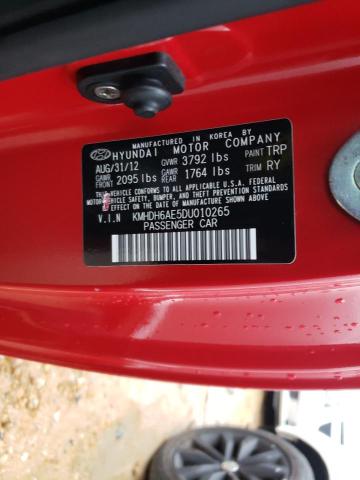 MANUFACTURED IN KOREA BY
HYUNDAI MOTOR COMPANY
AUG/31/12 GVWR 3792 lbs PAINT TRP
GAWR FRONT 2095 lbs GAWR REAR 1764 lbs TRIM RY
THIS VEHICLE CONFORMS TO ALL APPLICABLE U.S.A. FEDERAL
MOTOR VEHICLE SAFETY, BUMPER, AND THEFT PREVENTION STANDARDS
IN EFFECT ON THE DATE OF MANUFACTURE SHOWN ABOVE
V.I.N KMHDH6AE5DU010265
PASSENGER CAR